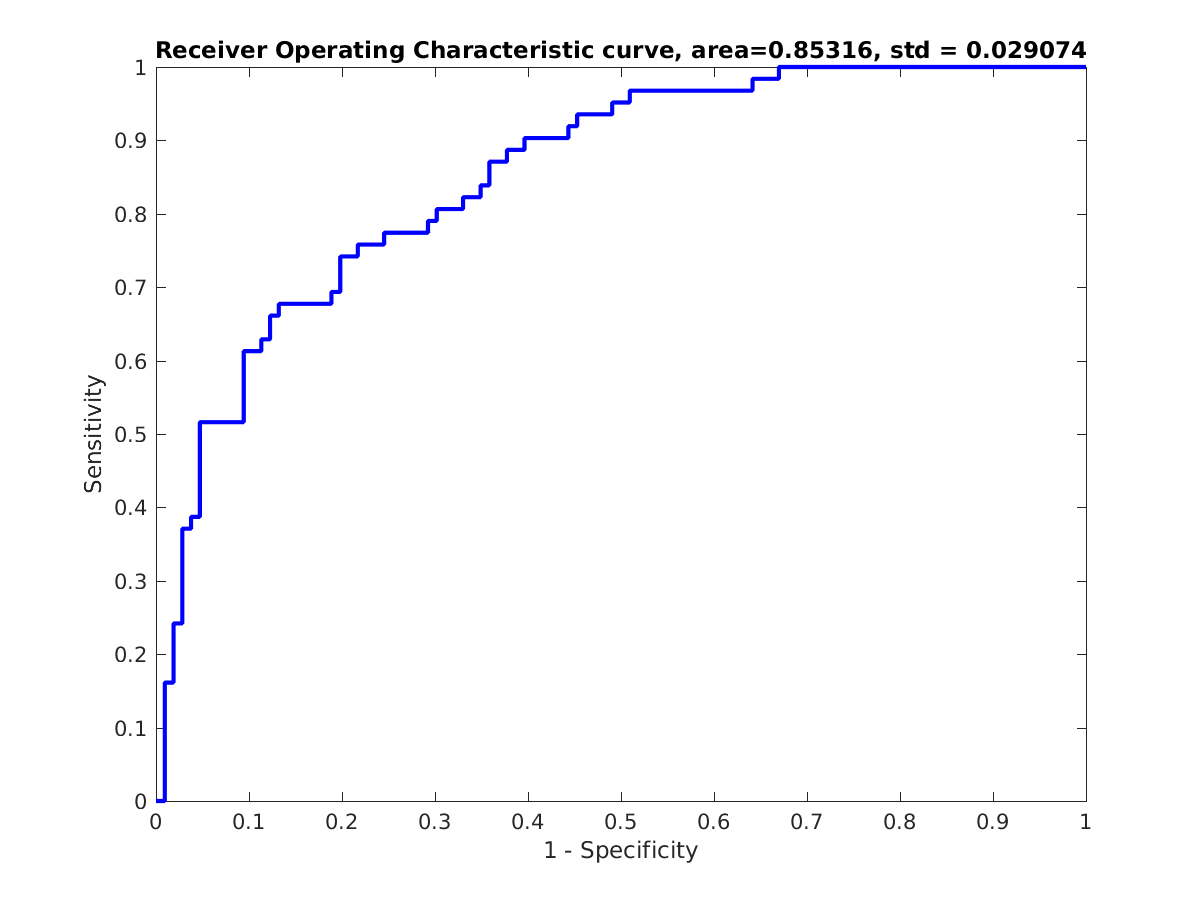 Receiver Operating Characteristic curve, area=0.85316, std = 0.029074
1
0.9
0.8
0.7
0.6
0.5
0.4
0.3
0.2
0.1
0
Sensitivity
0 0.1 0.2 0.3 0.4 0.5 0.6 0.7 0.8 0.9 1
1 - Specificity